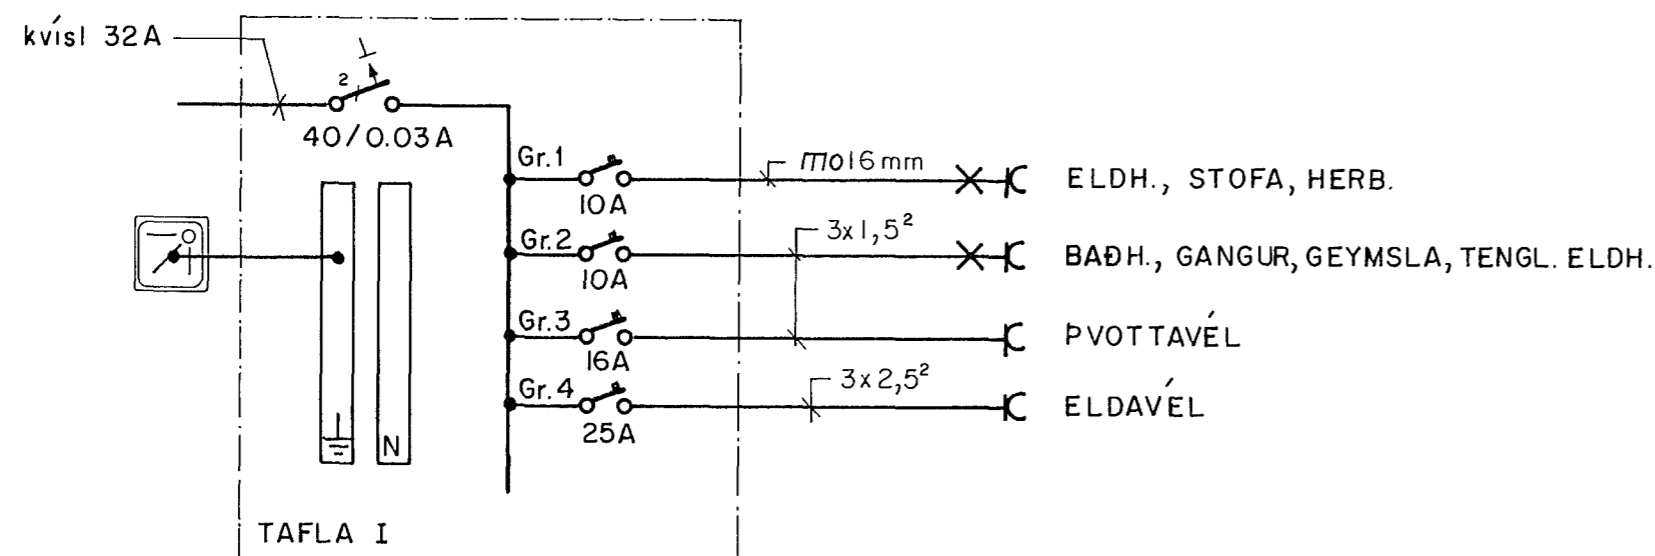 kvísl 32A
2
40/0.03A
Gr.1
10A
m016mm
ELDH., STOFA, HERB.
Gr.2
10A
3x1,5²
BAÐH., GANGUR, GEYMSLA, TENGL. ELDH.
Gr.3
16A
ÞVOTTAVÉL
Gr.4
25A
3x2,5²
ELDAVÉL
N
TAFLA I